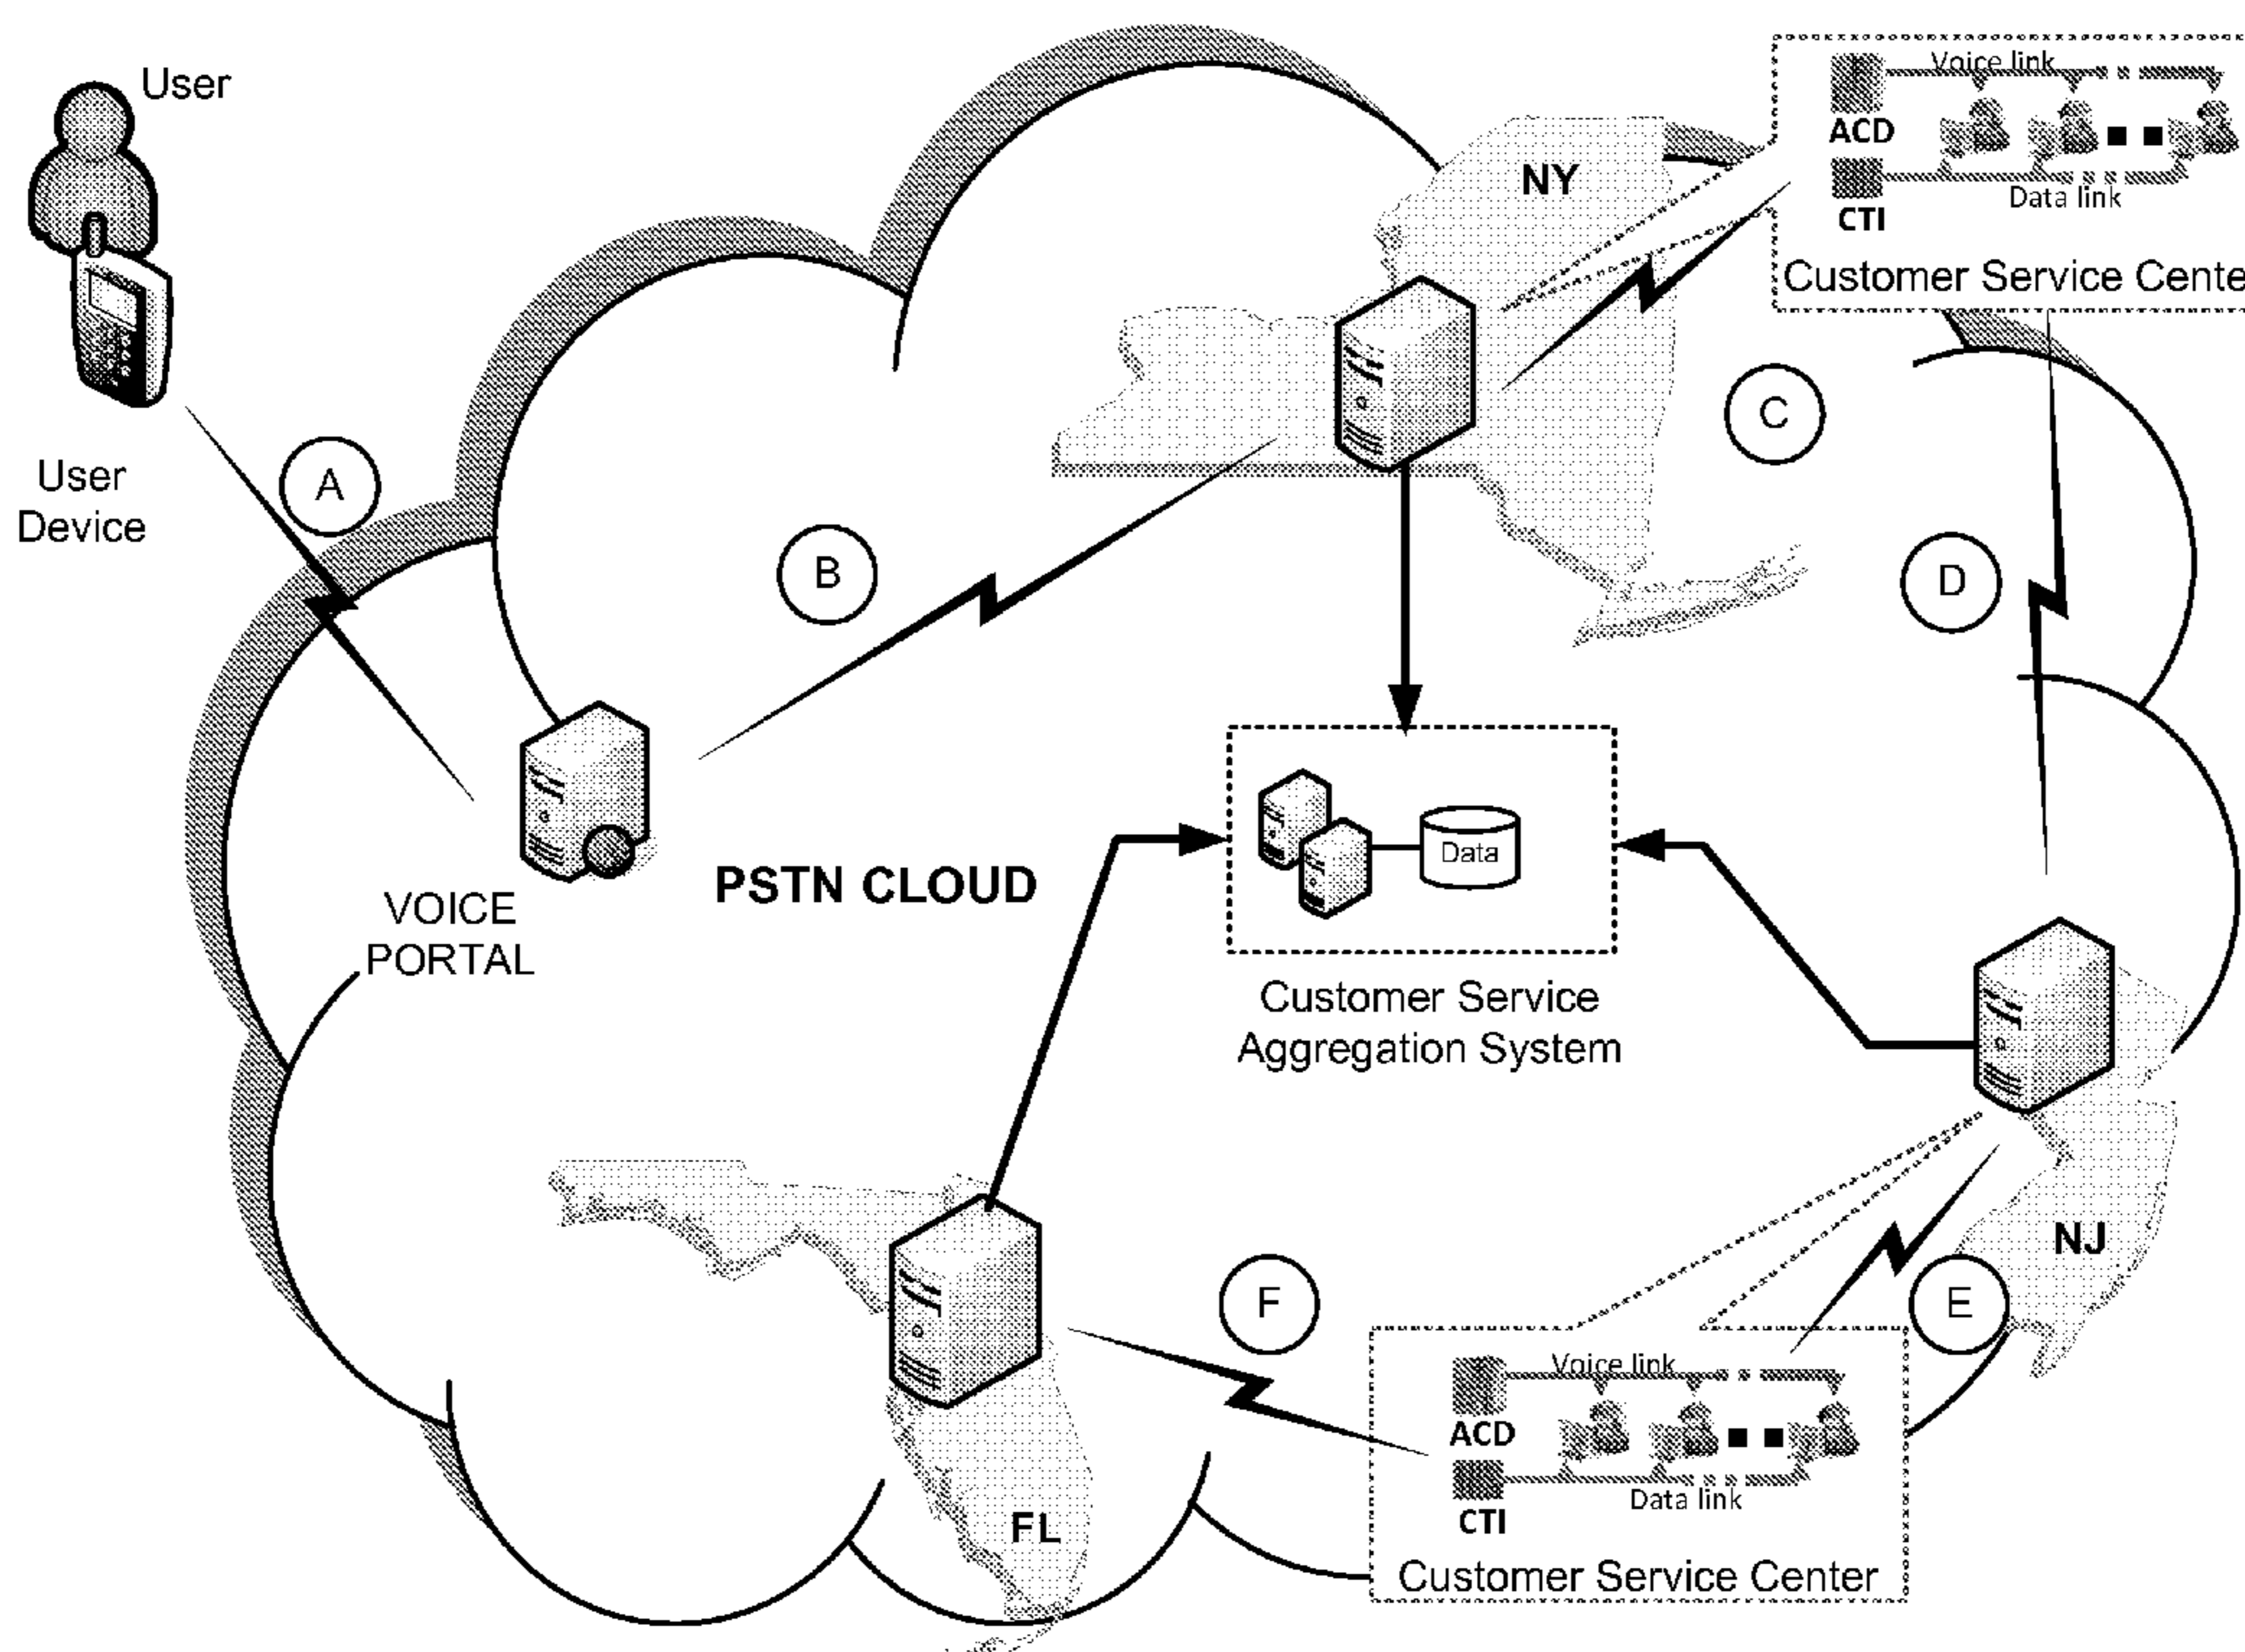 User
Voice link
ACD
Data link
CTI
Customer Service Cente
NY
User
Device
A
B
C
D
Data
VOICE
PORTAL
PSTN CLOUD
Customer Service
Aggregation System
NJ
E
F
Voice link
ACD
Data link
CTI
Customer Service Center
FL